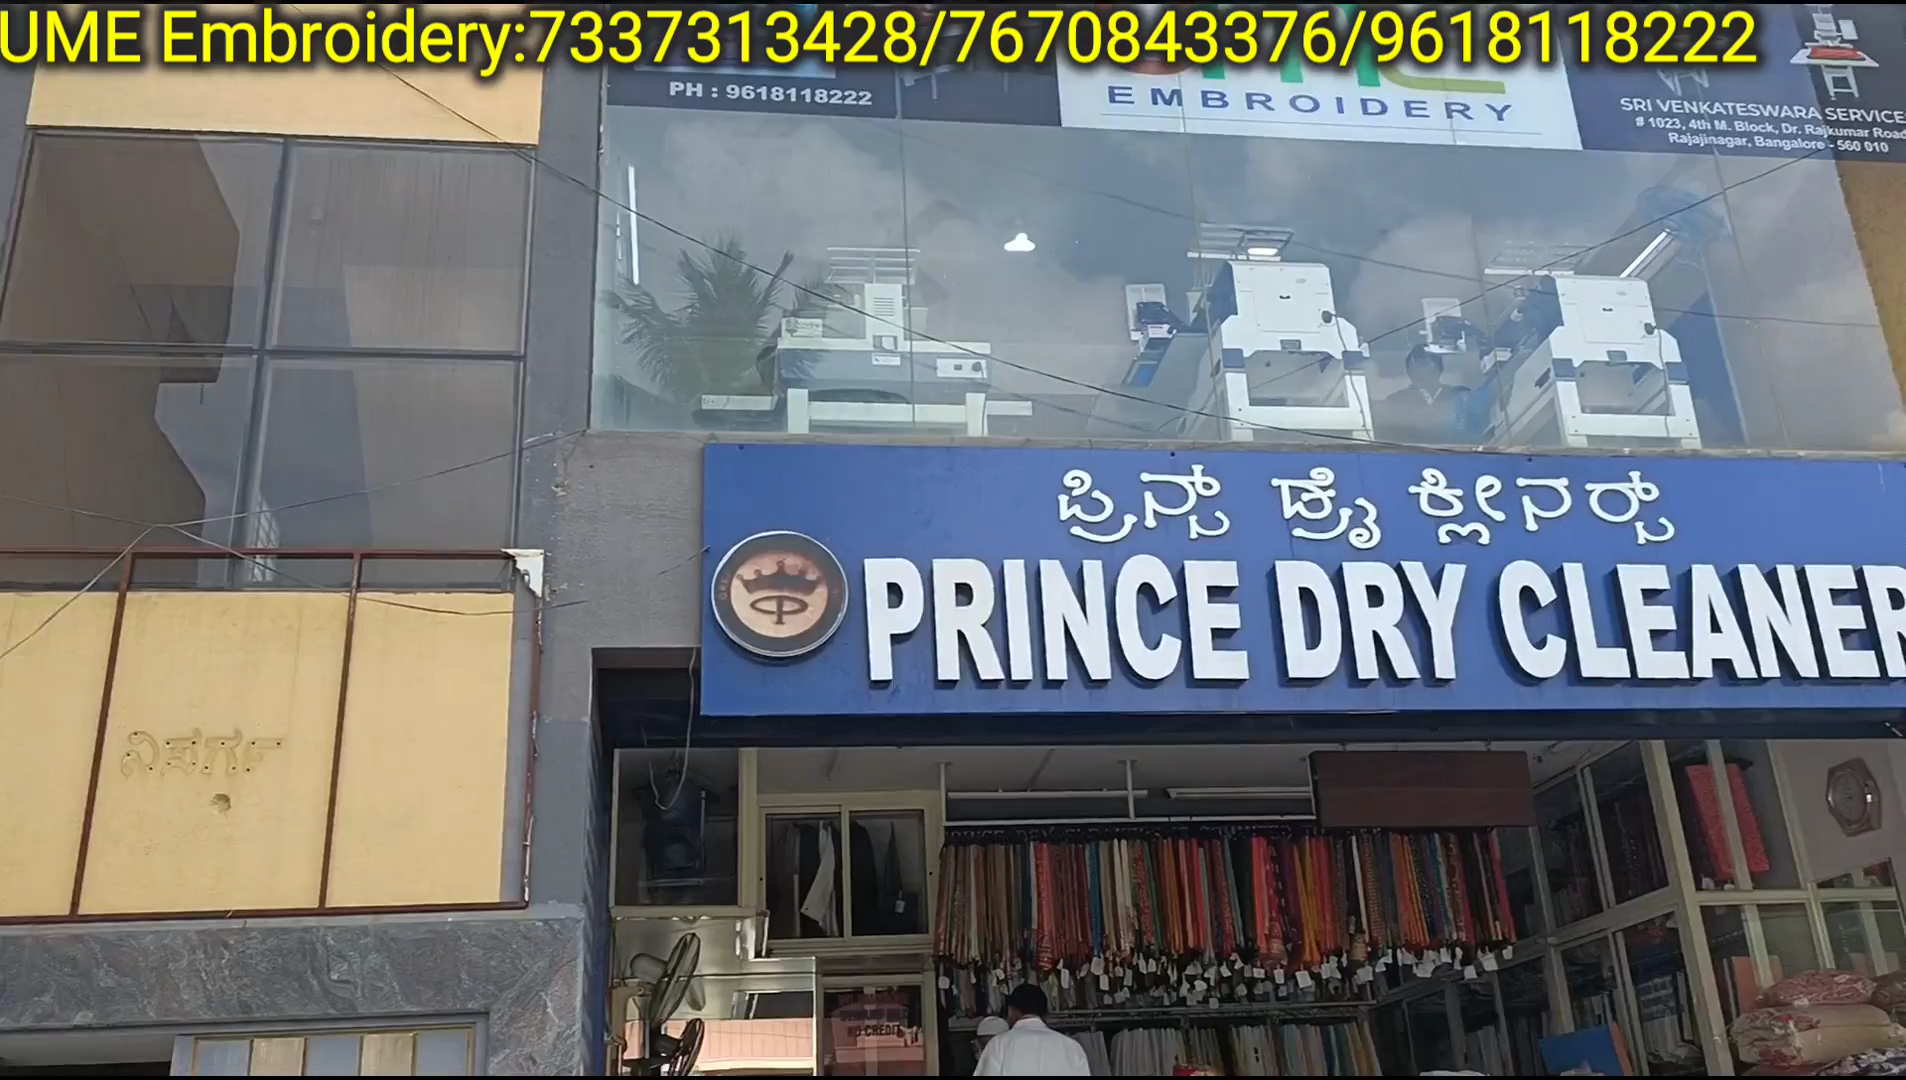 UME Embroidery:7337313428/7670843376/9618118222
PH : 9618118222
EMBROIDERY
SRI VENKATESWARA SERVICE
# 1023, 4th M. Block, Dr. Rajkumar Road
Rajajinagar, Bangalore - 560 010
ಪ್ರಿನ್ಸ್ ಡ್ರೈ ಕ್ಲೀನರ್ಸ್
PRINCE DRY CLEANER
ನಿಸರ್ಗ
NO CREDIT